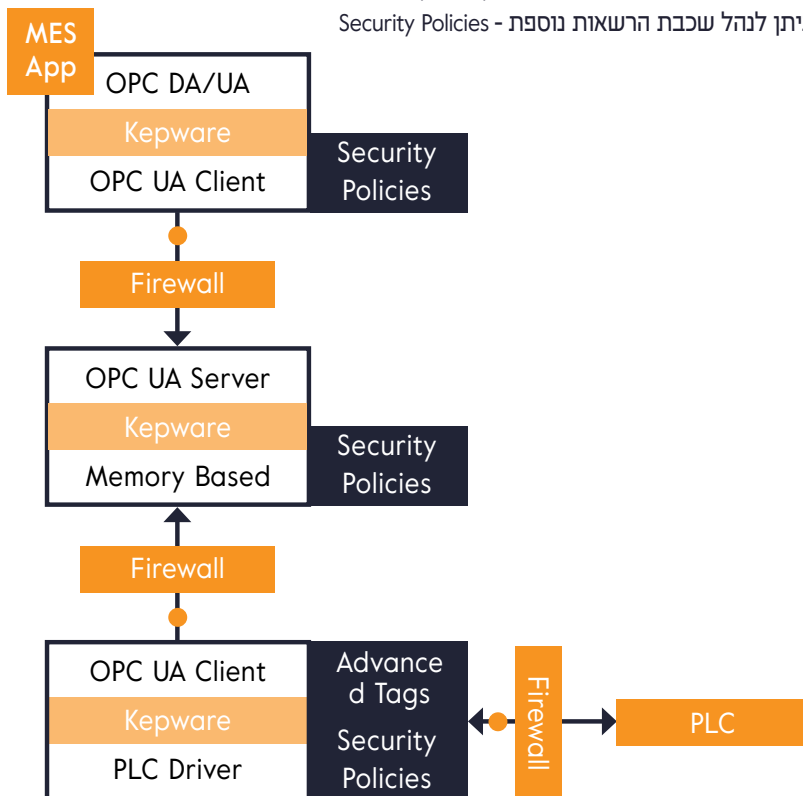 ניתן לנהל שכבת הרשאות נוספת - Security Policies
MES
App
OPC DA/UA
Kepware
OPC UA Client
Security
Policies
Firewall
OPC UA Server
Kepware
Memory Based
Security
Policies
Firewall
OPC UA Client
Kepware
PLC Driver
Advance
d Tags
Security
Policies
Firewall
PLC